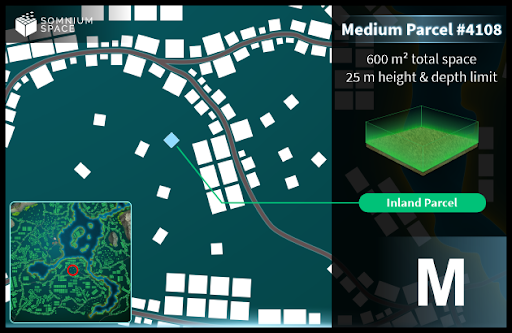 SOMNIUM
SPACE
Medium Parcel #4108
600 m² total space
25 m height & depth limit
Inland Parcel
M